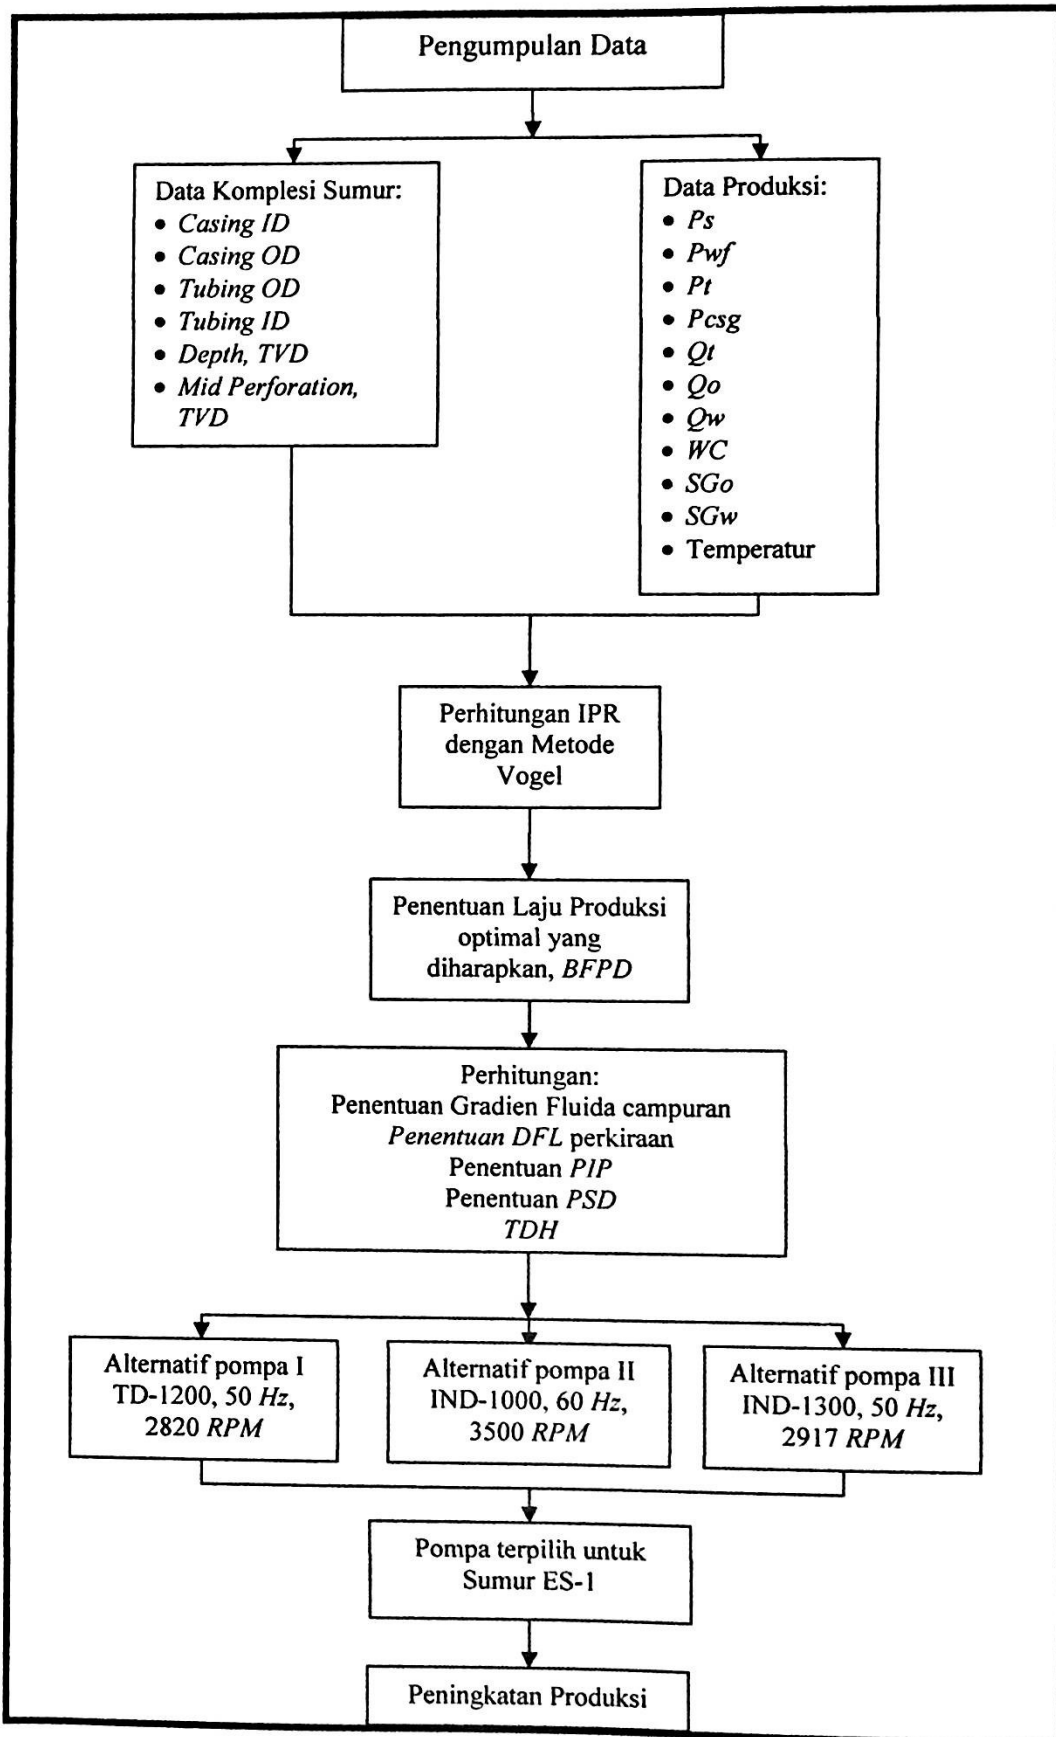 Pengumpulan Data
Data Komplesi Sumur:
• Casing ID
• Casing OD
• Tubing OD
• Tubing ID
• Depth, TVD
• Mid Perforation,
TVD
Data Produksi:
• Ps
• Pwf
• Pt
• Pcsg
• Qt
• Qo
• Qw
• WC
• SGo
• SGw
• Temperatur
Perhitungan IPR
dengan Metode
Vogel
Penentuan Laju Produksi
optimal yang
diharapkan, BFPD
Perhitungan:
Penentuan Gradien Fluida campuran
Penentuan DFL perkiraan
Penentuan PIP
Penentuan PSD
TDH
Alternatif pompa I
TD-1200, 50 Hz,
2820 RPM
Alternatif pompa II
IND-1000, 60 Hz,
3500 RPM
Alternatif pompa III
IND-1300, 50 Hz,
2917 RPM
Pompa terpilih untuk
Sumur ES-1
Peningkatan Produksi